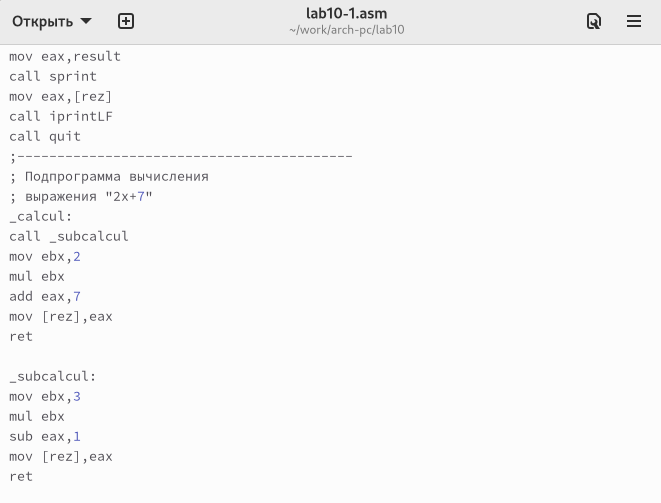 Открыть
lab10-1.asm
~/work/arch-pc/lab10
mov eax,result
call sprint
mov eax,[rez]
call iprintLF
call quit
;------------------------------------------
; Подпрограмма вычисления
; выражения "2x+7"
_calcul:
call _subcalcul
mov ebx,2
mul ebx
add eax,7
mov [rez],eax
ret
_subcalcul:
mov ebx,3
mul ebx
sub eax,1
mov [rez],eax
ret